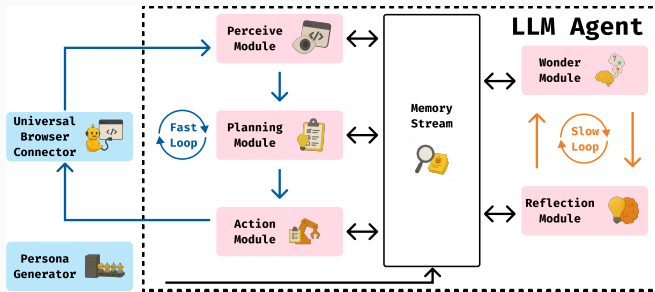 LLM Agent
Perceive
Module
Wonder
Module
Universal
Browser
Connector
Fast
Loop
Planning
Module
Memory
Stream
Slow
Loop
Action
Module
Reflection
Module
Persona
Generator